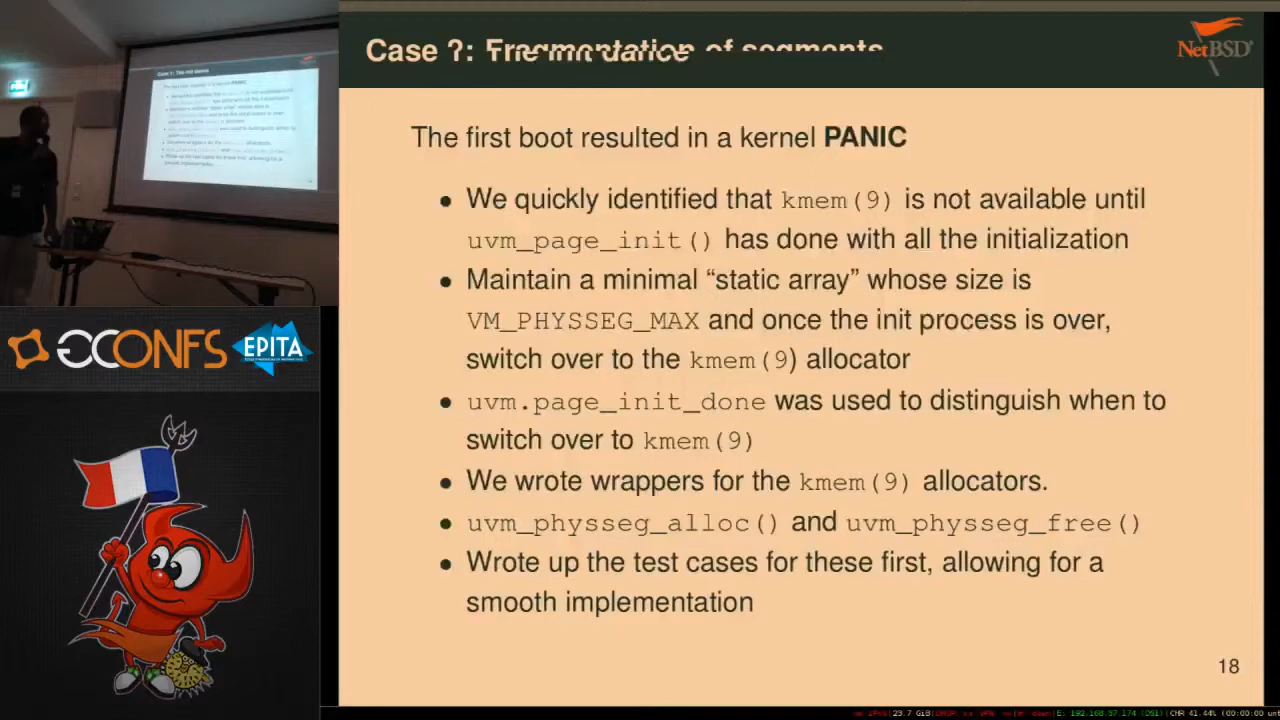 NetBSD
The first boot resulted in a kernel PANIC
• We quickly identified that kmem(9) is not available until
uvm_page_init() has done with all the initialization
• Maintain a minimal “static array” whose size is
VM_PHYSSEG_MAX and once the init process is over,
switch over to the kmem(9) allocator
• uvm.page_init_done was used to distinguish when to
switch over to kmem(9)
• We wrote wrappers for the kmem(9) allocators.
• uvm_physseg_alloc() and uvm_physseg_free()
• Wrote up the test cases for these first, allowing for a
smooth implementation
18
CONFS
EPITA